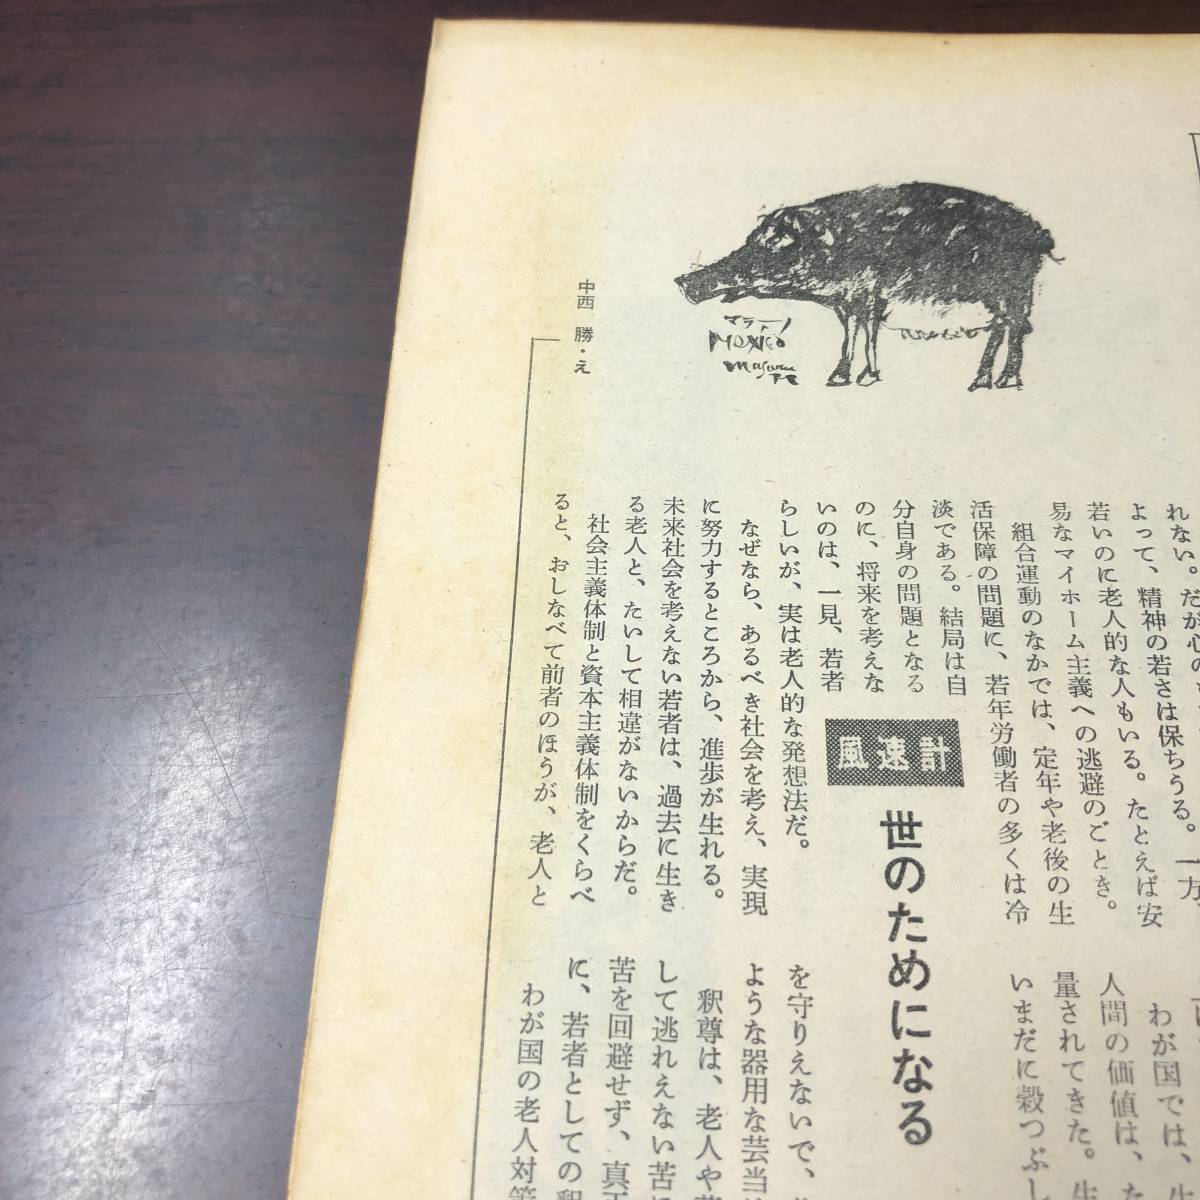 マラーノ
MEXICO
Masaru
中西 勝・え
風速計
世のためになる
れない。だが心の
よって、精神の若さは保ちうる。一方、
若いのに老人的な人もいる。たとえば安
易なマイホーム主義への逃避のごとき。
組合運動のなかでは、定年や老後の生
活保障の問題に、若年労働者の多くは冷
淡である。結局は自
分自身の問題となる
のに、将来を考えな
いのは、一見、若者
らしいが、実は老人的な発想法だ。
なぜなら、あるべき社会を考え、実現
に努力するところから、進歩が生れる。
未来社会を考えない若者は、過去に生き
る老人と、たいして相違がないからだ。
社会主義体制と資本主義体制をくらべ
ると、おしなべて前者のほうが、老人と
わが国では、生
人間の価値は、た
量されてきた。生
いまだに穀つぶし
を守りえないで、
ような器用な芸当
釈尊は、老人や
して逃れえない苦に
苦を回避せず、真正
に、若者としての釈
わが国の老人対策